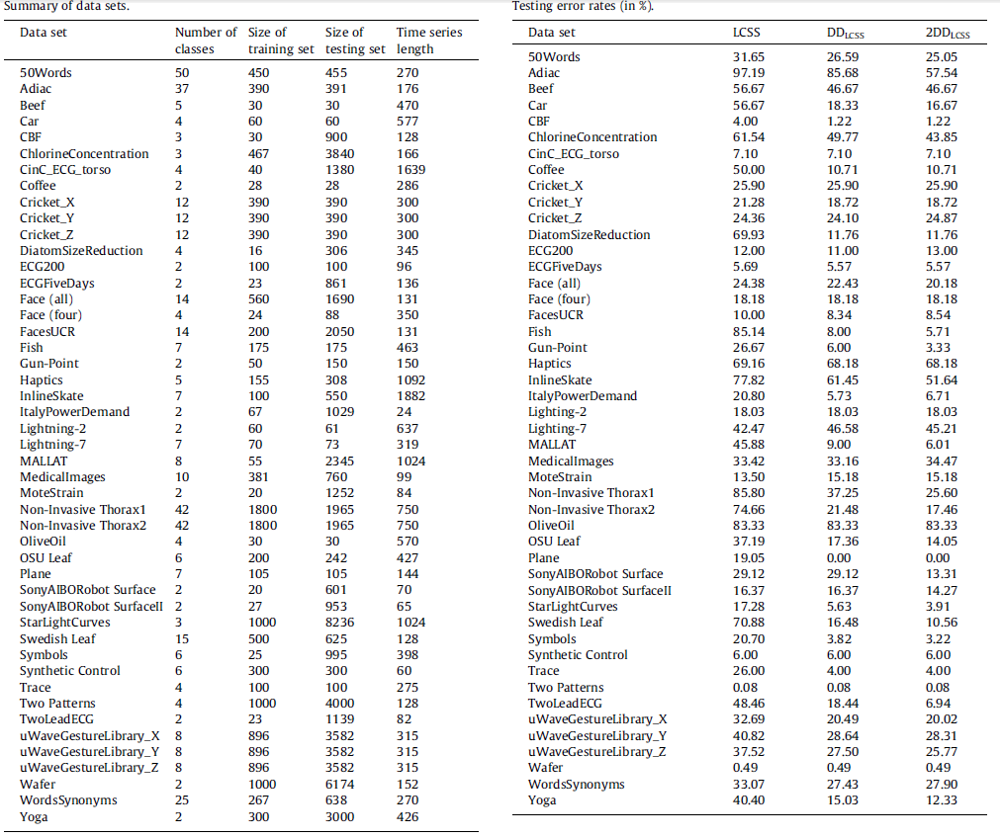 Summary of data sets.
Data set Number of classes Size of training set Size of testing set Time series length
50Words 50 450 455 270
Adiac 37 390 391 176
Beef 5 30 30 470
Car 4 60 60 577
CBF 3 30 900 128
ChlorineConcentration 3 467 3840 166
CinC_ECG_torso 4 40 1380 1639
Coffee 2 28 28 286
Cricket_X 12 390 390 300
Cricket_Y 12 390 390 300
Cricket_Z 12 390 390 300
DiatomSizeReduction 4 16 306 345
ECG200 2 100 100 96
ECGFiveDays 2 23 861 136
Face (all) 14 560 1690 131
Face (four) 4 24 88 350
FacesUCR 14 200 2050 131
Fish 7 175 175 463
Gun-Point 2 50 150 150
Haptics 5 155 308 1092
InlineSkate 7 100 550 1882
ItalyPowerDemand 2 67 1029 24
Lightning-2 2 60 61 637
Lightning-7 7 70 73 319
MALLAT 8 55 2345 1024
MedicalImages 10 381 760 99
MoteStrain 2 20 1252 84
Non-Invasive Thorax1 42 1800 1965 750
Non-Invasive Thorax2 42 1800 1965 750
OliveOil 4 30 30 570
OSU Leaf 6 200 242 427
Plane 7 105 105 144
SonyAIBORobot Surface 2 20 601 70
SonyAIBORobot SurfaceII 2 27 953 65
StarLightCurves 3 1000 8236 1024
Swedish Leaf 15 500 625 128
Symbols 6 25 995 398
Synthetic Control 6 300 300 60
Trace 4 100 100 275
Two Patterns 4 1000 4000 128
TwoLeadECG 2 23 1139 82
uWaveGestureLibrary_X 8 896 3582 315
uWaveGestureLibrary_Y 8 896 3582 315
uWaveGestureLibrary_Z 8 896 3582 315
Wafer 2 1000 6174 152
WordsSynonyms 25 267 638 270
Yoga 2 300 3000 426
Testing error rates (in %).
Data set LCSS DDLCSS 2DDLCSS
50Words 31.65 26.59 25.05
Adiac 97.19 85.68 57.54
Beef 56.67 46.67 46.67
Car 56.67 18.33 16.67
CBF 4.00 1.22 1.22
ChlorineConcentration 61.54 49.77 43.85
CinC_ECG_torso 7.10 7.10 7.10
Coffee 50.00 10.71 10.71
Cricket_X 25.90 25.90 25.90
Cricket_Y 21.28 18.72 18.72
Cricket_Z 24.36 24.10 24.87
DiatomSizeReduction 69.93 11.76 11.76
ECG200 12.00 11.00 13.00
ECGFiveDays 5.69 5.57 5.57
Face (all) 24.38 22.43 20.18
Face (four) 18.18 18.18 18.18
FacesUCR 10.00 8.34 8.54
Fish 85.14 8.00 5.71
Gun-Point 26.67 6.00 3.33
Haptics 69.16 68.18 68.18
InlineSkate 77.82 61.45 51.64
ItalyPowerDemand 20.80 5.73 6.71
Lighting-2 18.03 18.03 18.03
Lighting-7 42.47 46.58 45.21
MALLAT 45.88 9.00 6.01
MedicalImages 33.42 33.16 34.47
MoteStrain 13.50 15.18 15.18
Non-Invasive Thorax1 85.80 37.25 25.60
Non-Invasive Thorax2 74.66 21.48 17.46
OliveOil 83.33 83.33 83.33
OSU Leaf 37.19 17.36 14.05
Plane 19.05 0.00 0.00
SonyAIBORobot Surface 29.12 29.12 13.31
SonyAIBORobot SurfaceII 16.37 16.37 14.27
StarLightCurves 17.28 5.63 3.91
Swedish Leaf 70.88 16.48 10.56
Symbols 20.70 3.82 3.22
Synthetic Control 6.00 6.00 6.00
Trace 26.00 4.00 4.00
Two Patterns 0.08 0.08 0.08
TwoLeadECG 48.46 18.44 6.94
uWaveGestureLibrary_X 32.69 20.49 20.02
uWaveGestureLibrary_Y 40.82 28.64 28.31
uWaveGestureLibrary_Z 37.52 27.50 25.77
Wafer 0.49 0.49 0.49
WordsSynonyms 33.07 27.43 27.90
Yoga 40.40 15.03 12.33